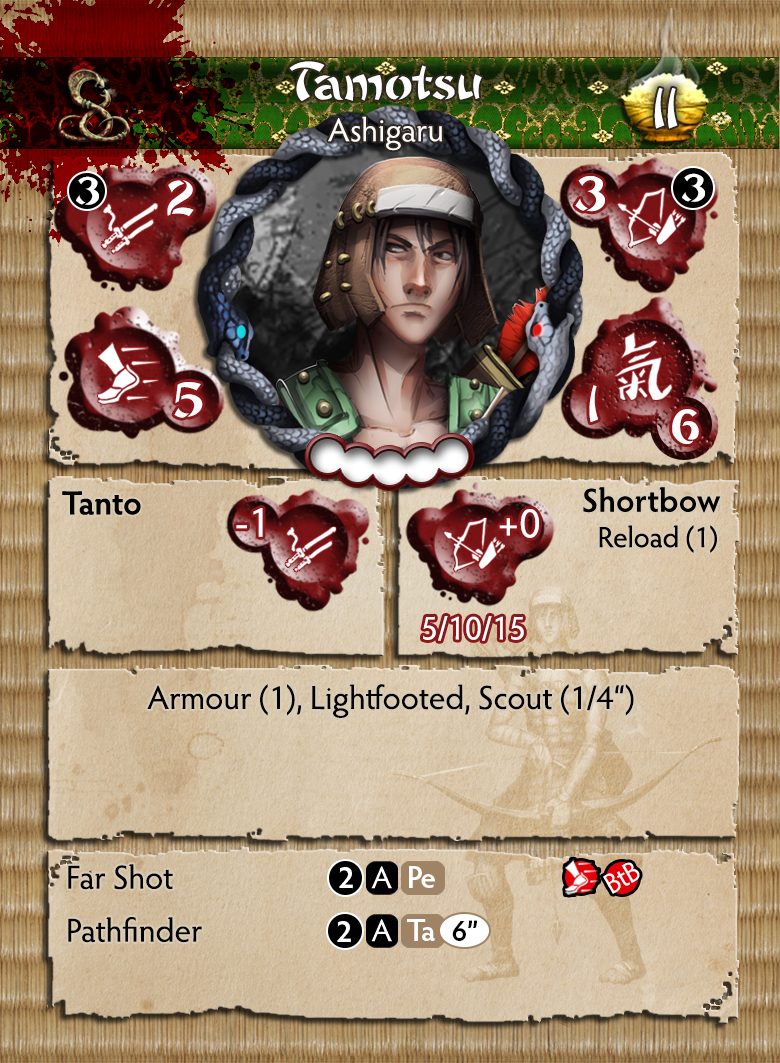 Tamotsu
11
Ashigaru
3
2
3
3
5
氣
1
6
Tanto
-1
+0
Shortbow
Reload (1)
5/10/15
Armour (1), Lightfooted, Scout (1/4")
Far Shot 2 A Pe BtB
Pathfinder 2 A Ta 6"